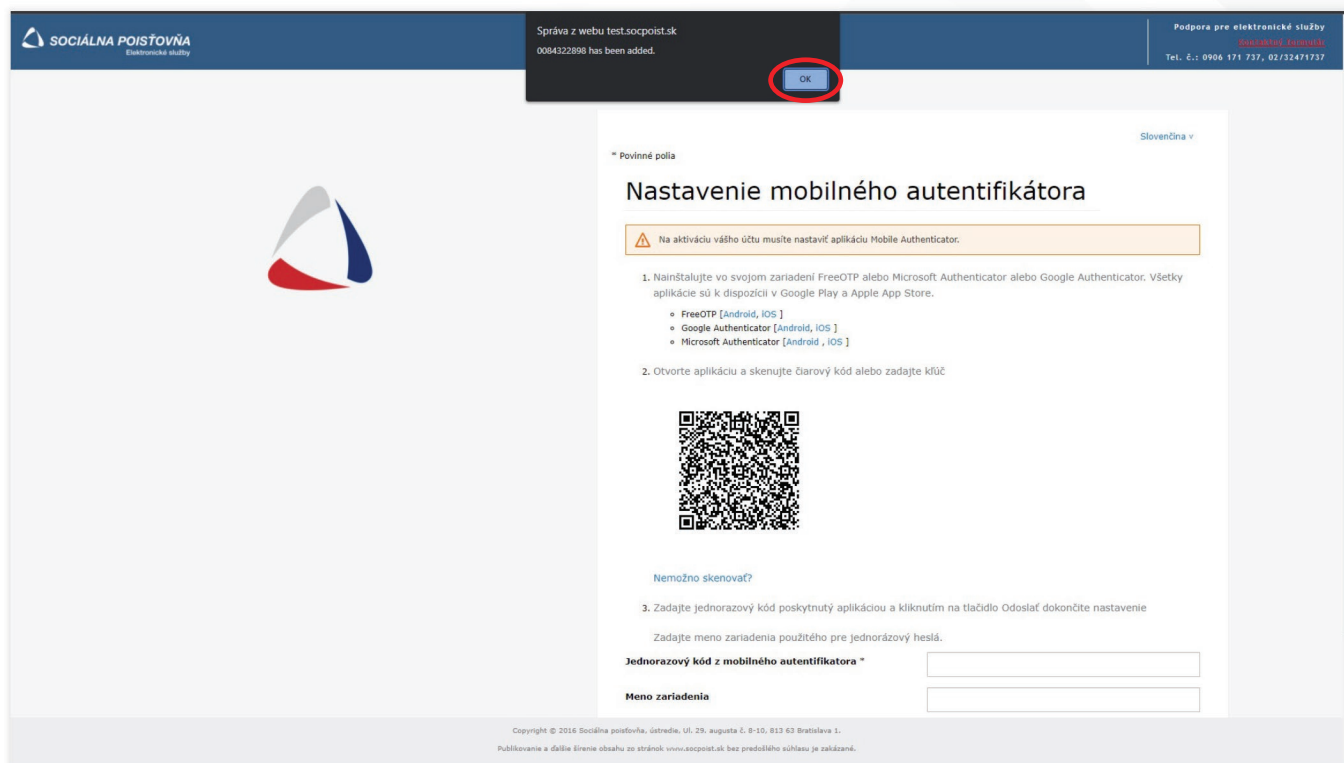 SOCIÁLNA POISŤOVŇA
Elektronické služby
Správa z webu test.socpoist.sk
0084322898 has been added.
OK
Podpora pre elektronické služby
Kontaktný formulár
Tel. č.: 0906 171 737, 02/32471737
Slovenčina v
* Povinné polia
Nastavenie mobilného autentifikátora
Na aktiváciu vášho účtu musíte nastaviť aplikáciu Mobile Authenticator.
1. Nainštalujte vo svojom zariadení FreeOTP alebo Microsoft Authenticator alebo Google Authenticator. Všetky
aplikácie sú k dispozícii v Google Play a Apple App Store.
FreeOTP [Android, iOS ]
Google Authenticator [Android, iOS ]
Microsoft Authenticator [Android , iOS ]
2. Otvorte aplikáciu a skenujte čiarový kód alebo zadajte kľúč
Nemožno skenovať?
3. Zadajte jednorazový kód poskytnutý aplikáciou a kliknutím na tlačidlo Odoslať dokončite nastavenie
Zadajte meno zariadenia použitého pre jednorázový heslá.
Jednorazový kód z mobilného autentifikatora *
Meno zariadenia
Copyright © 2016 Sociálna poisťovňa, ústredie, Ul. 29. augusta č. 8-10, 813 63 Bratislava 1.
Publikovanie a ďalšie šírenie obsahu zo stránok www.socpoist.sk bez predošlého súhlasu je zakázané.